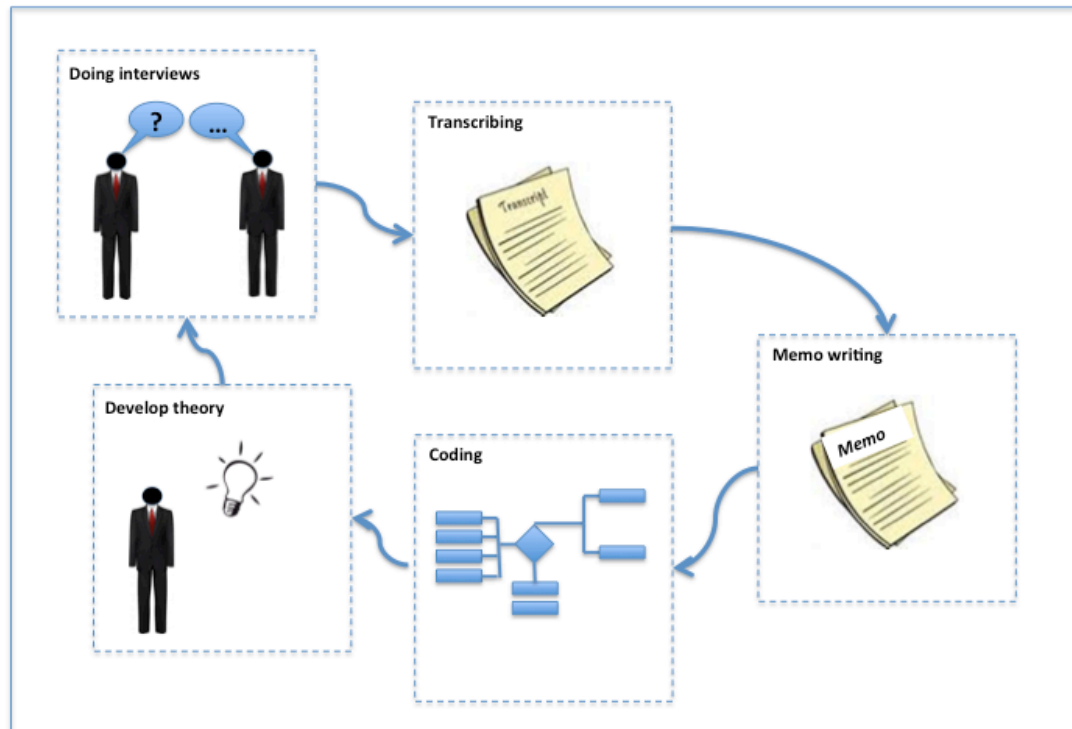 Doing interviews
?
...
Transcribing
Transcript
Memo writing
Memo
Develop theory
Coding